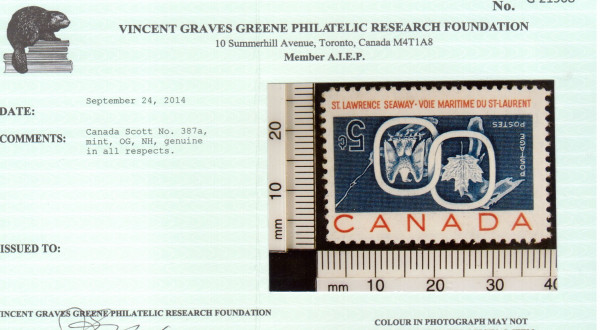 No. G 21568
VINCENT GRAVES GREENE PHILATELIC RESEARCH FOUNDATION
10 Summerhill Avenue, Toronto, Canada M4T1A8
Member A.I.E.P.
DATE:
September 24, 2014
COMMENTS:
Canada Scott No. 387a,
mint, OG, NH, genuine
in all respects.
ISSUED TO:
20
10
mm
ST. LAWRENCE SEAWAY·VOIE MARITIME DU ST-LAURENT
5¢
POSTES
POSTAGE
CANADA
mm 10 20 30 40
VINCENT GRAVES GREENE PHILATELIC RESEARCH FOUNDATION
COLOUR IN PHOTOGRAPH MAY NOT